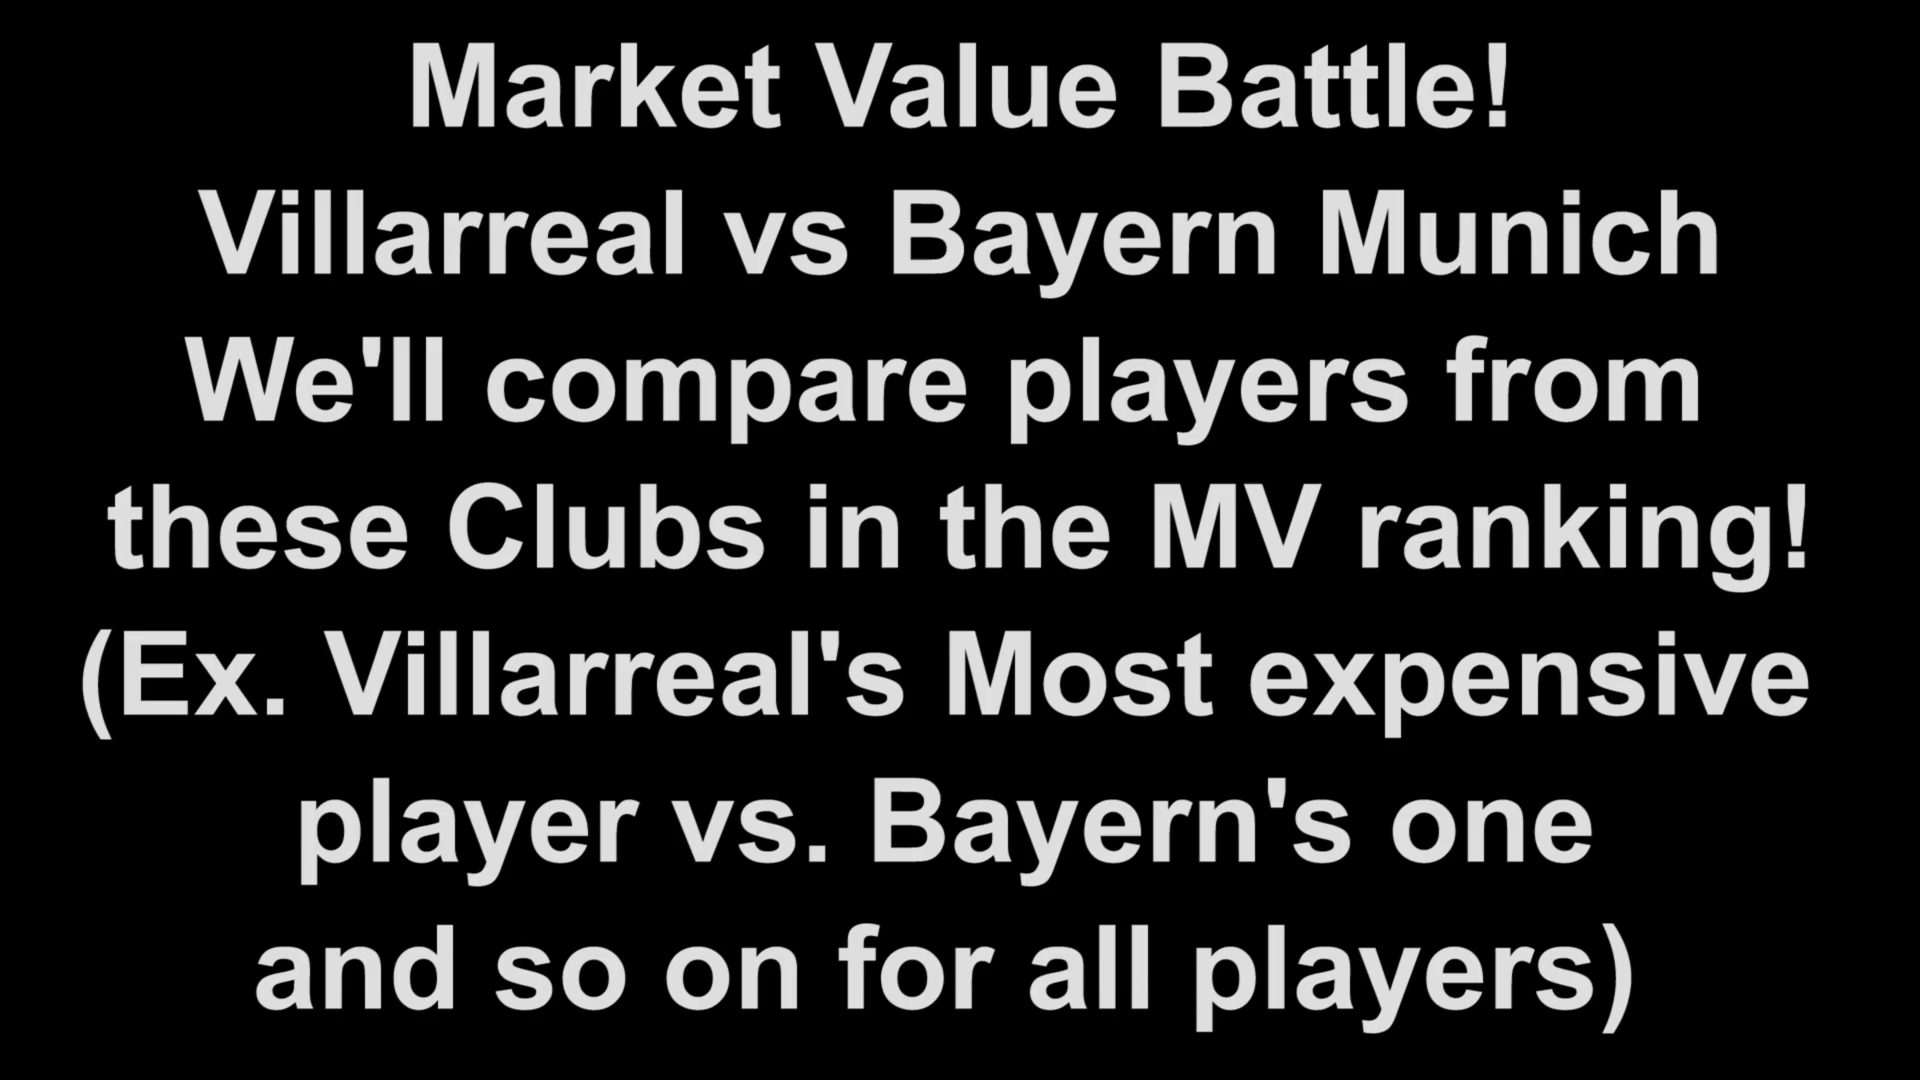 Market Value Battle!
Villarreal vs Bayern Munich
We'll compare players from
these Clubs in the MV ranking!
(Ex. Villarreal's Most expensive
player vs. Bayern's one
and so on for all players)